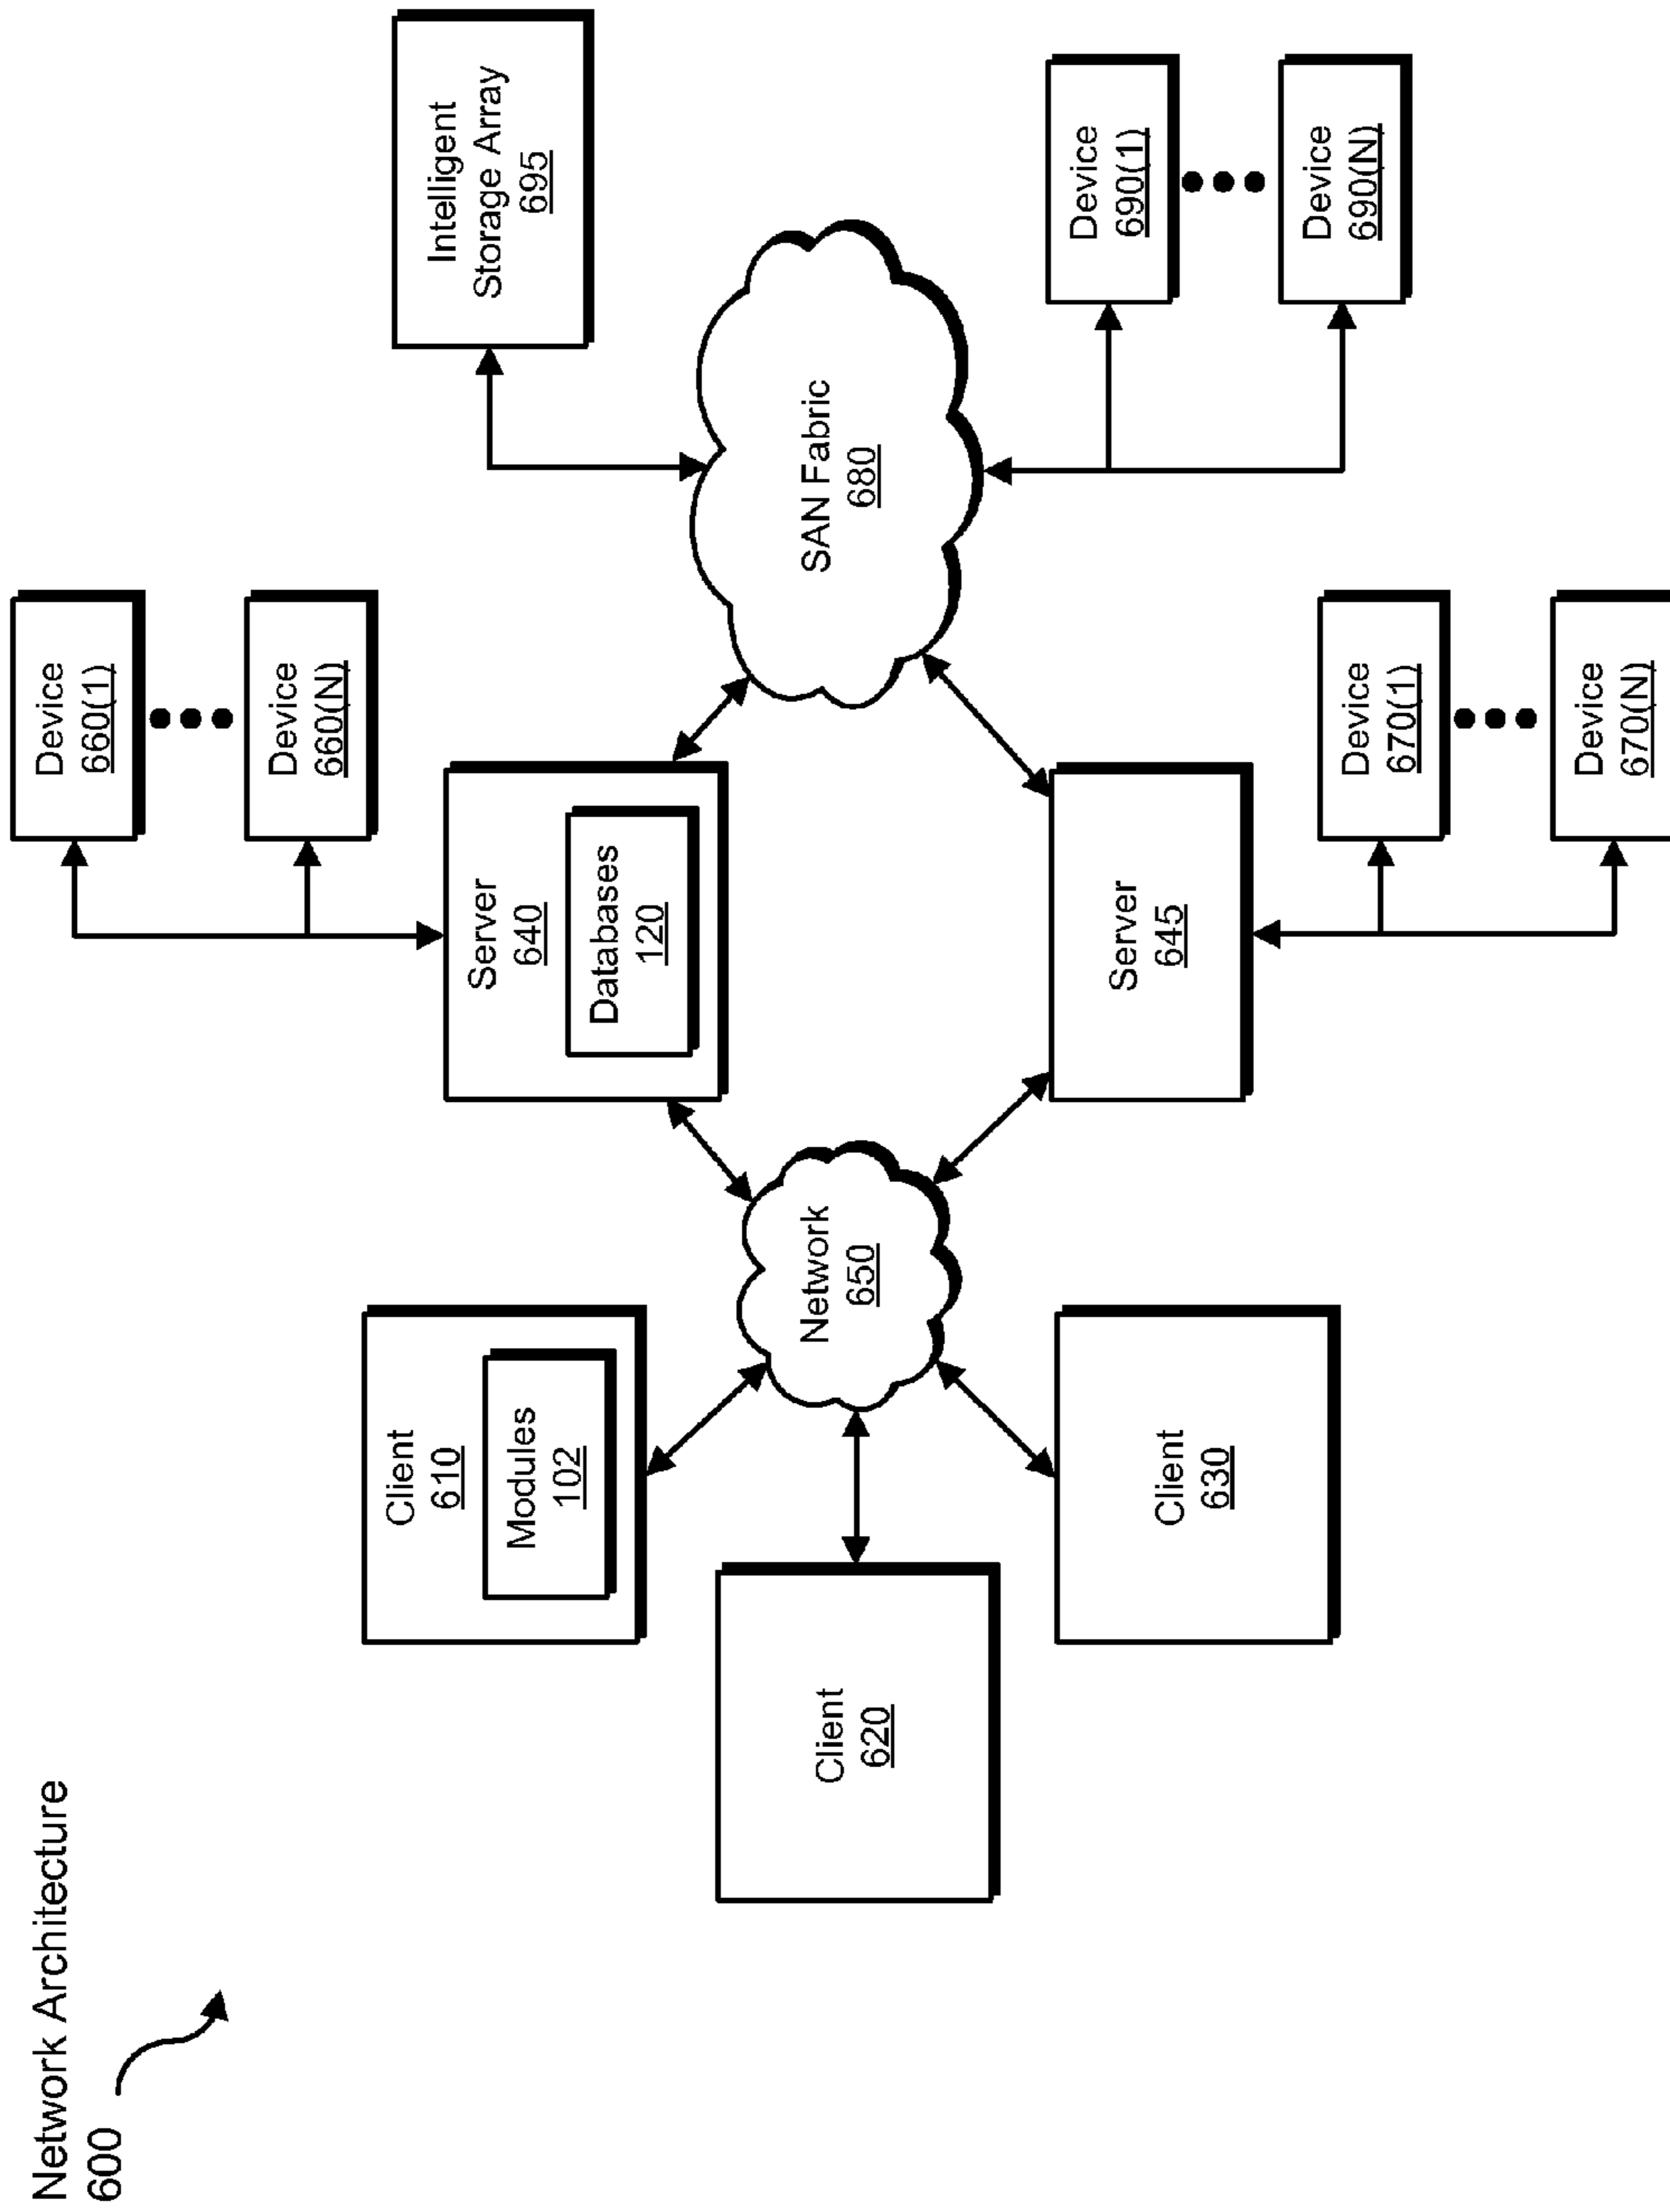 Network Architecture
600
Client
610
Modules
102
Client
620
Client
630
Network
650
Server
640
Databases
120
Server
645
Device
660(1)
Device
660(N)
Device
670(1)
Device
670(N)
SAN Fabric
680
Intelligent
Storage Array
695
Device
690(1)
Device
690(N)